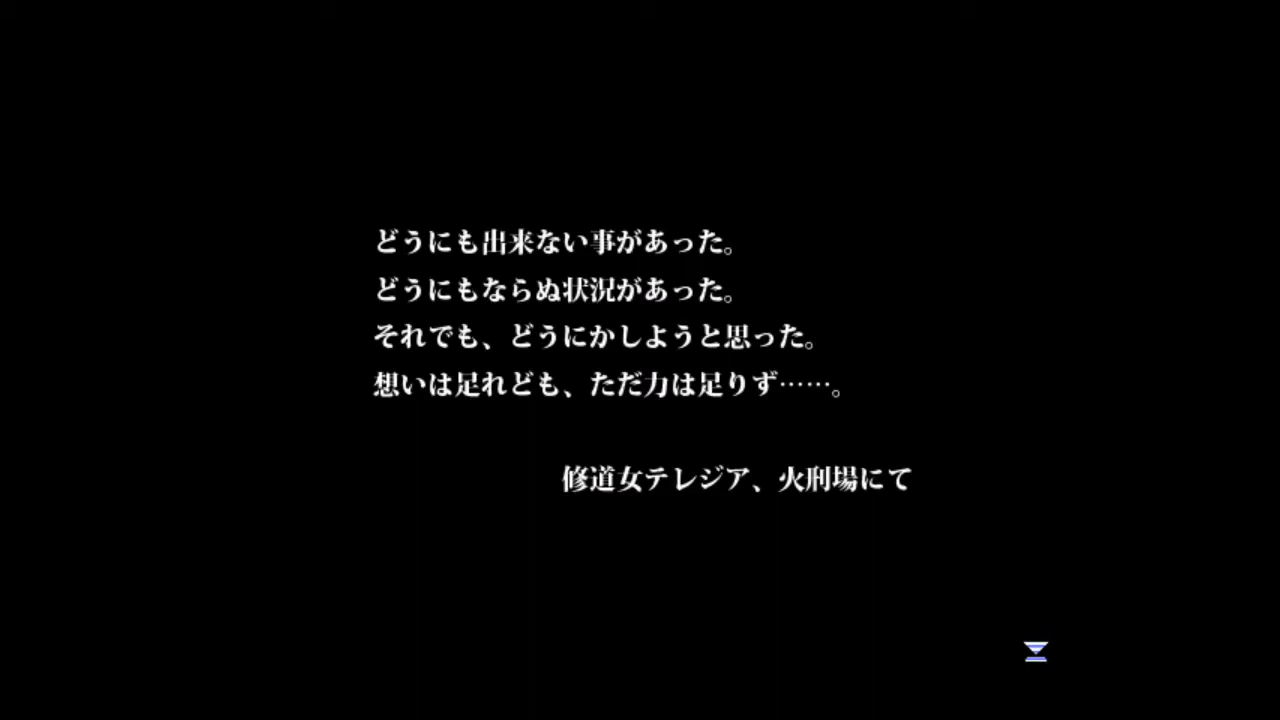 どうにも出来ない事があった。
どうにもならぬ状況があった。
それでも、どうにかしようと思った。
想いは足れども、ただ力は足りず……。
修道女テレジア、火刑場にて